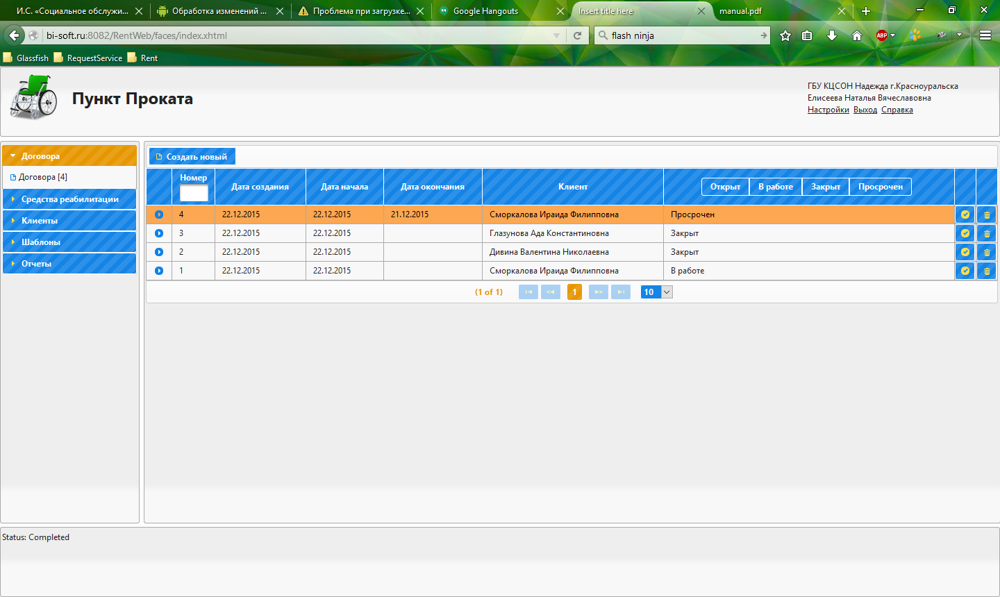 И.С. «Социальное обслужи...
Обработка изменений ...
Проблема при загрузке...
Google Hangouts
Insert title here
manual.pdf
bi-soft.ru:8082/RentWeb/faces/index.xhtml
flash ninja
ABP
Glassfish RequestService Rent
Пункт Проката
ГБУ КЦСОН Надежда г.Красноуральска
Елисеева Наталья Вячеславовна
Настройки Выход Справка
Договора
Договора [4]
Средства реабилитации
Клиенты
Шаблоны
Отчеты
Создать новый
Номер Дата создания Дата начала Дата окончания Клиент Открыт В работе Закрыт Просрочен
4 22.12.2015 22.12.2015 21.12.2015 Сморкалова Ираида Филипповна Просрочен
3 22.12.2015 22.12.2015 Глазунова Ада Константиновна Закрыт
2 22.12.2015 22.12.2015 Дивина Валентина Николаевна Закрыт
1 22.12.2015 22.12.2015 Сморкалова Ираида Филипповна В работе
(1 of 1) 1 10
Status: Completed